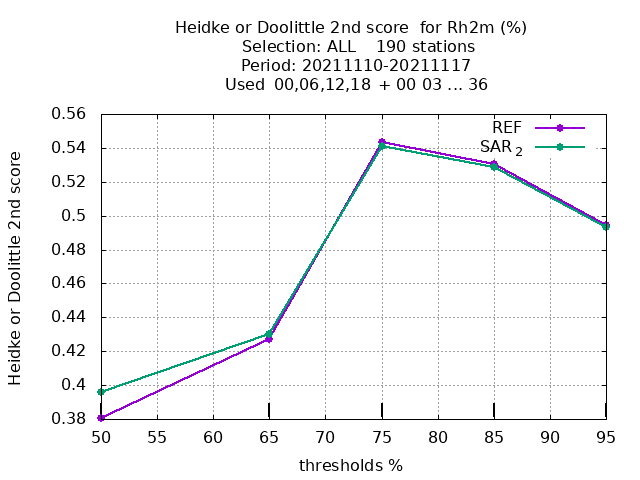 Heidke or Doolittle 2nd score  for Rh2m (%)
Selection: ALL    190 stations
Period: 20211110-20211117
Used  00,06,12,18  + 00 03 ... 36
REF
SAR 2
0.56
0.54
0.52
0.5
0.48
0.46
0.44
0.42
0.4
0.38
Heidke or Doolittle 2nd score
50 55 60 65 70 75 80 85 90 95
thresholds %